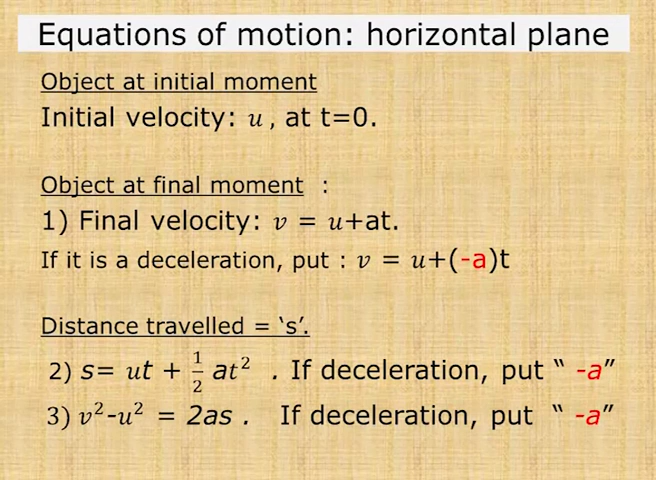 Equations of motion: horizontal plane
Object at initial moment
Initial velocity: 𝑢 , at t=0.
Object at final moment :
1) Final velocity: 𝑣 = 𝑢+at.
If it is a deceleration, put : 𝑣 = 𝑢+(-a)t
Distance travelled = ‘s’.
2) s= 𝑢t + 1/2 at² . If deceleration, put “ -a”
3) 𝑣²-𝑢² = 2as . If deceleration, put “ -a”